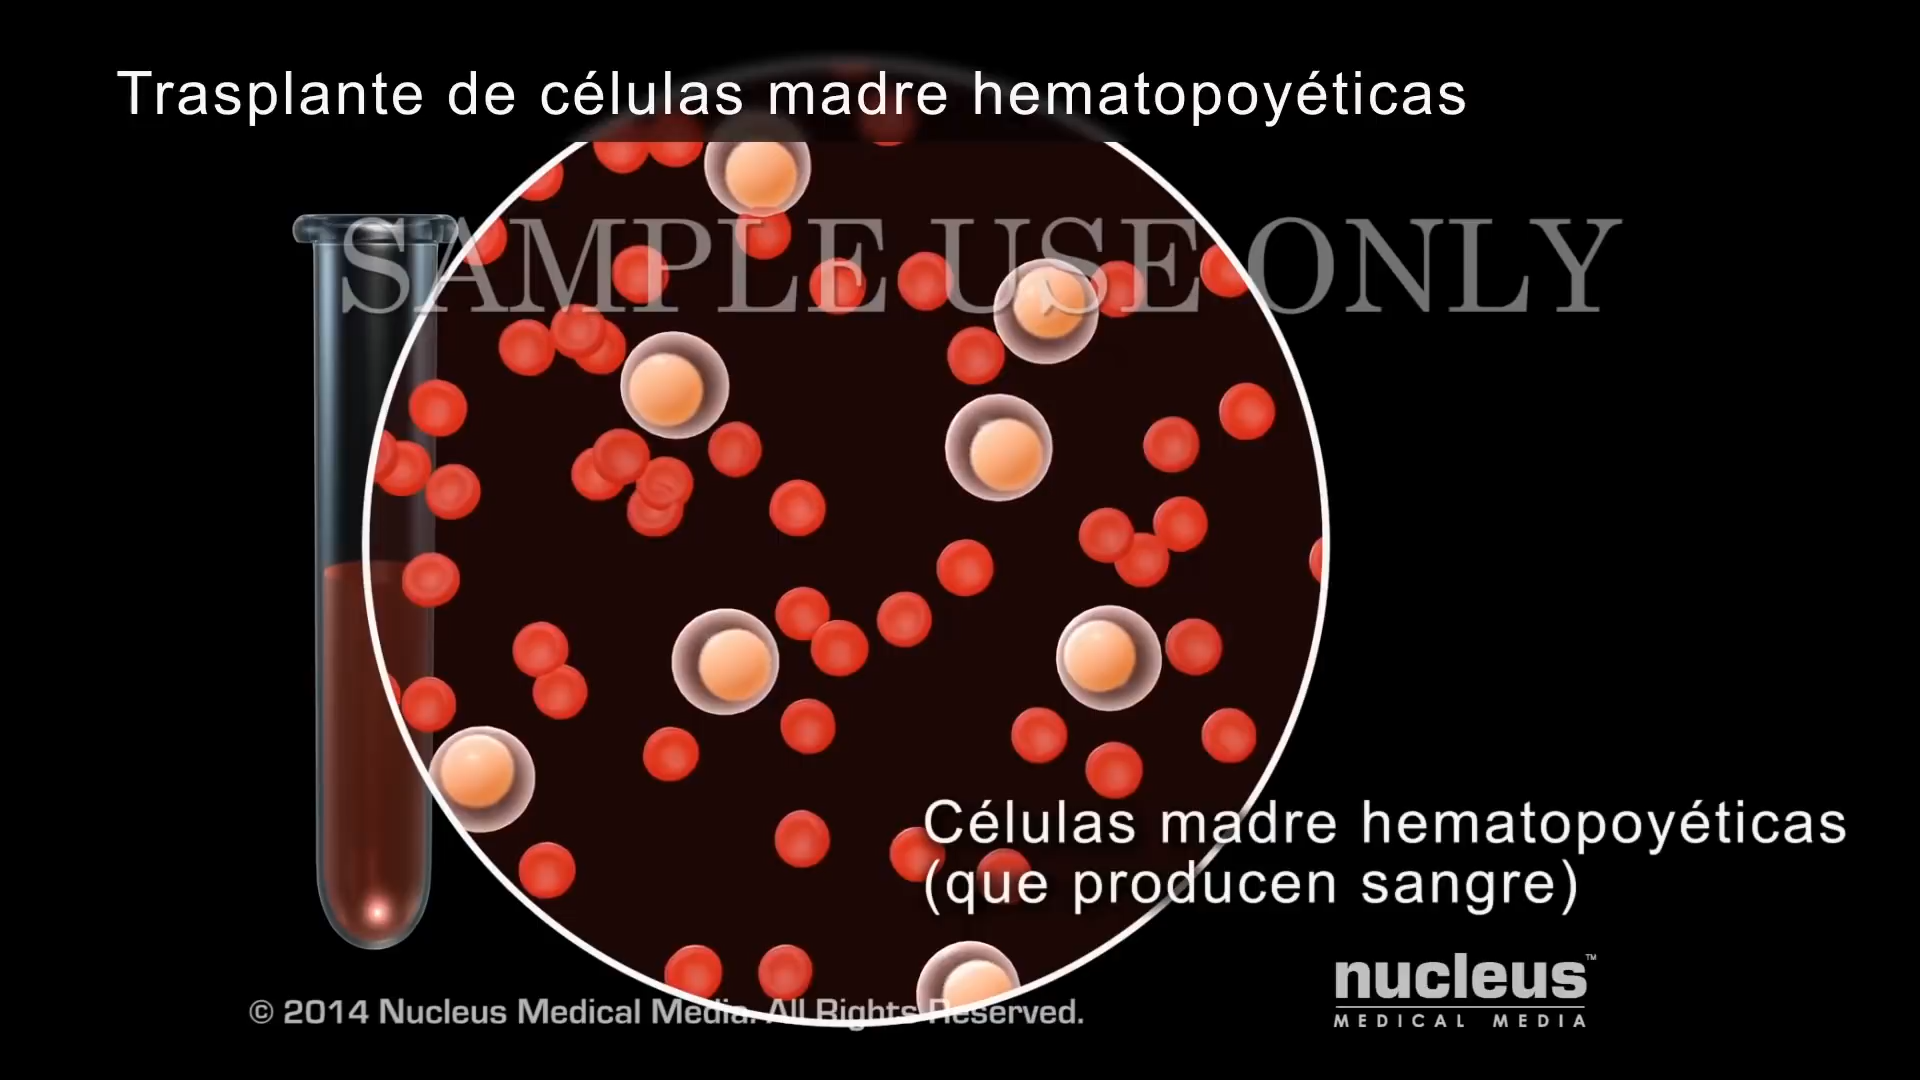 Trasplante de células madre hematopoyéticas
SAMPLE USE ONLY
Células madre hematopoyéticas
(que producen sangre)
nucleus™
MEDICAL MEDIA
© 2014 Nucleus Medical Media. All Rights Reserved.